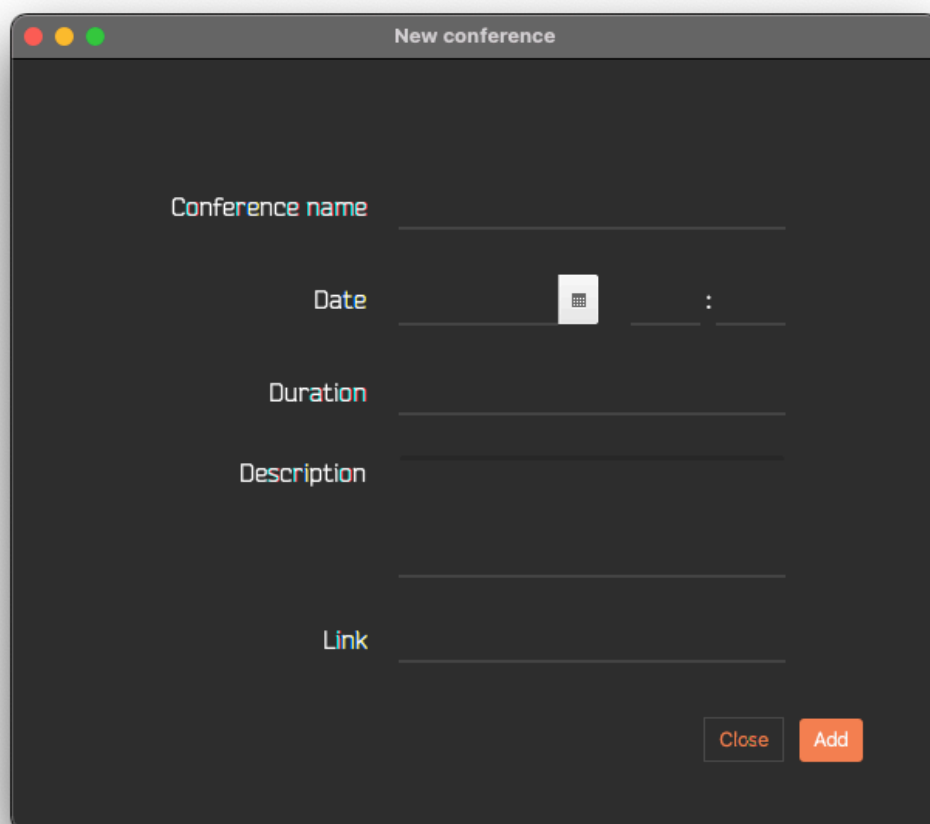 New conference
Conference name
Date :
Duration
Description
Link
Close Add